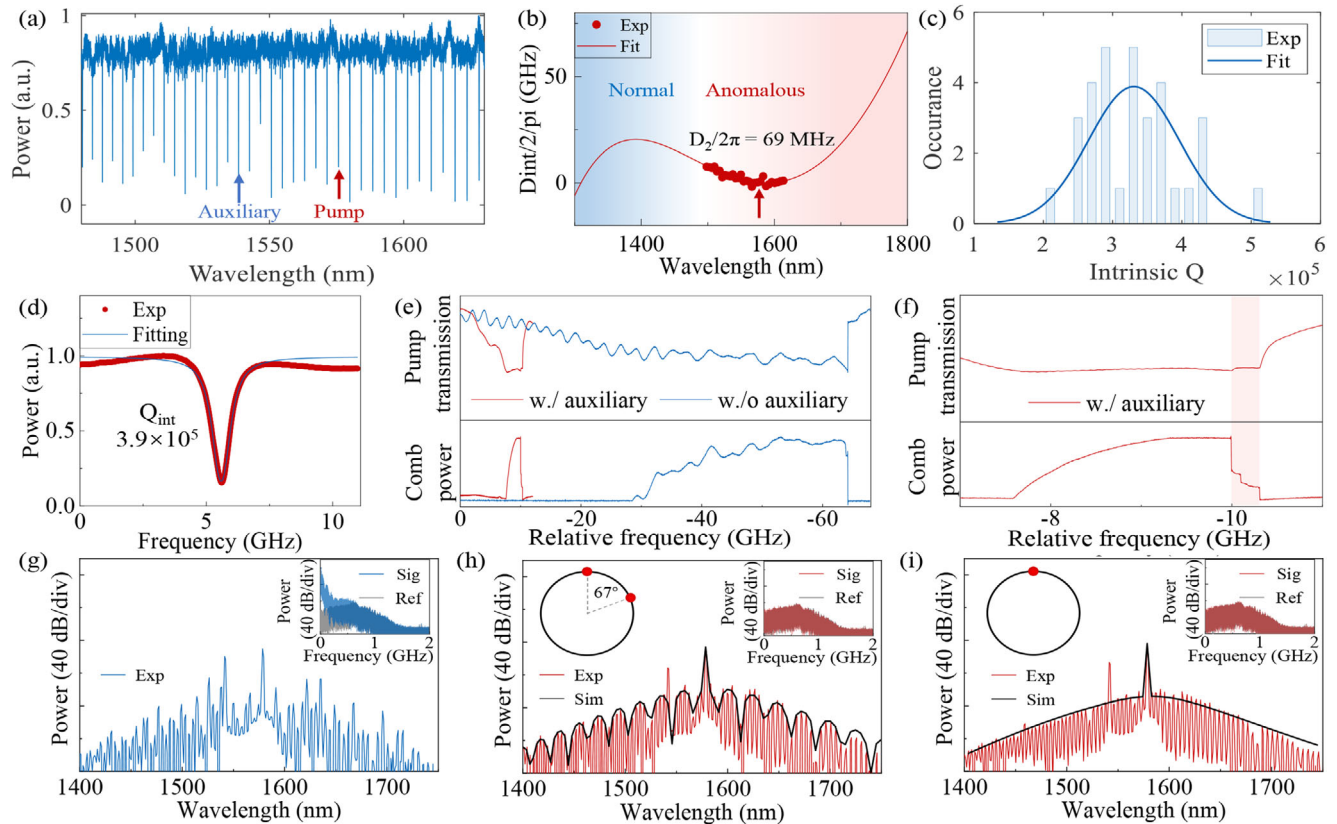 (a)
Power (a.u.)
1
0.5
0
Auxiliary
Pump
1500
1550
1600
Wavelength (nm)
(b)
Dint/2/pi (GHz)
50
0
Exp
Fit
Normal
Anomalous
D2/2π = 69 MHz
1400
1500
1600
1800
Wavelength (nm)
(c)
Occurance
6
4
2
0
Exp
Fit
1
2
3
4
5
6
Intrinsic Q
×10^5
(d)
Power (a.u.)
1.0
0.5
0.0
Exp
Fitting
Qint
3.9×10^5
0
5
10
Frequency (GHz)
(e)
Pump
transmission
w./ auxiliary
w./o auxiliary
Comb
power
0
-20
-40
-60
Relative frequency (GHz)
(f)
Pump
transmission
w./ auxiliary
Comb
power
-8
-10
Relative frequency (GHz)
(g)
Power (40 dB/div)
Exp
Power
(40 dB/div)
Sig
Ref
0
1
2
Frequency (GHz)
1400
1500
1600
1700
Wavelength (nm)
(h)
Power (40 dB/div)
67°
Exp
Sim
Power
(40 dB/div)
Sig
Ref
0
1
2
Frequency (GHz)
1400
1500
1600
1700
Wavelength (nm)
(i)
Power (40 dB/div)
Exp
Sim
Power
(40 dB/div)
Sig
Ref
0
1
2
Frequency (GHz)
1400
1500
1600
1700
Wavelength (nm)